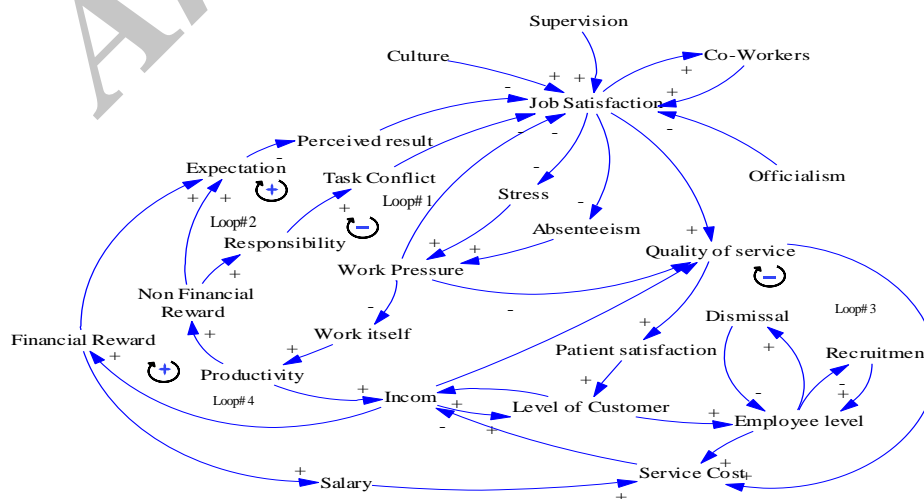 Supervision
Culture
Co-Workers
Job Satisfaction
Perceived result
Expectation
Task Conflict
Officialism
Loop# 1
Stress
Loop# 2
Absenteeism
Responsibility
Quality of service
Work Pressure
Non Financial
Reward
Dismissal
Loop# 3
Financial Reward
Work itself
Patient satisfaction
Recruitmen
Productivity
Loop# 4
Incom
Level of Customer
Employee level
Service Cost
Salary